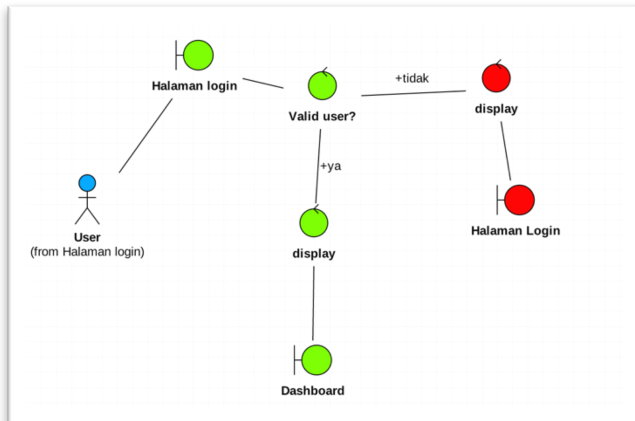 Halaman login
Valid user?
+tidak
display
+ya
User
(from Halaman login)
display
Halaman Login
Dashboard